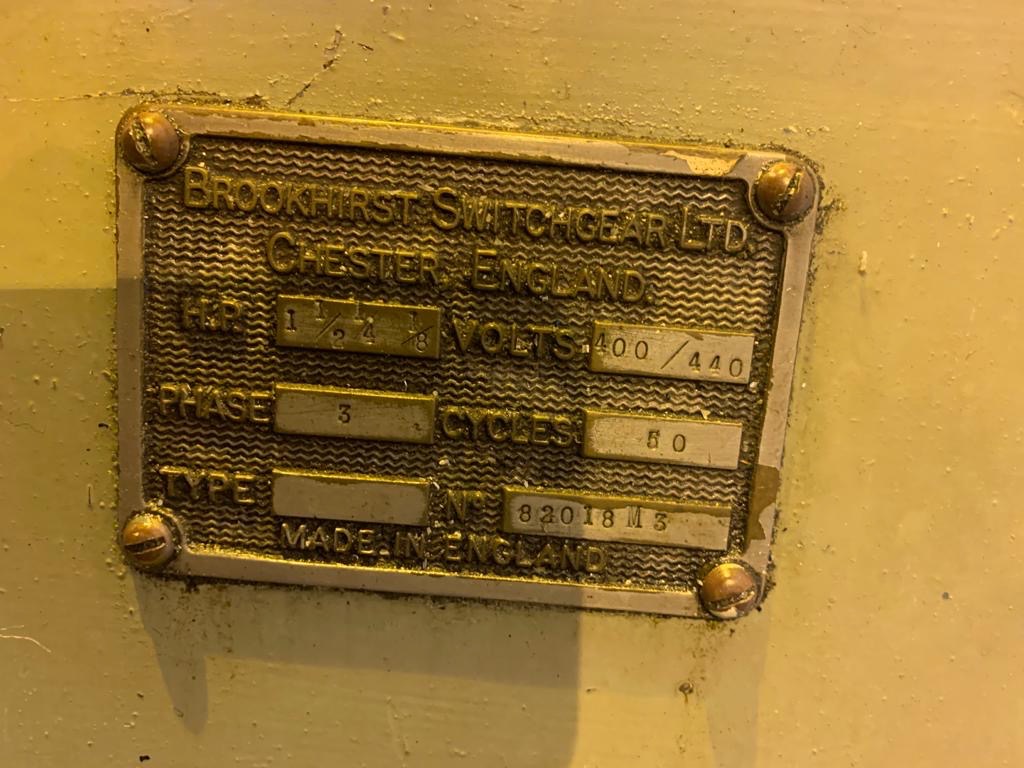 BROOKHIRST SWITCHGEAR LTD.
CHESTER, ENGLAND.
H.P. 1 1/2 1/4 1/8 VOLTS 400/440
PHASE 3 CYCLES 50
TYPE No. 82018M3
MADE IN ENGLAND